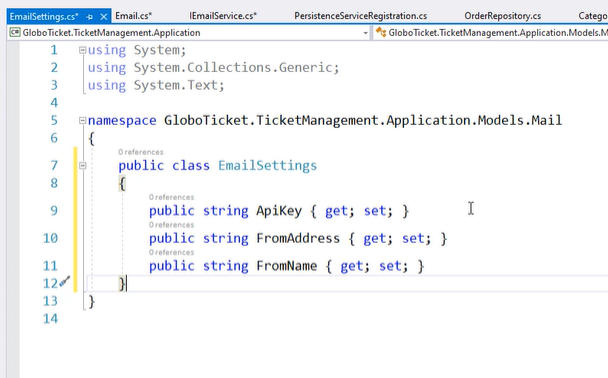 EmailSettings.cs* Email.cs* IEmailService.cs* PersistenceServiceRegistration.cs OrderRepository.cs
GloboTicket.TicketManagement.Application GloboTicket.TicketManagement.Application.Models.M
1 using System;
2 using System.Collections.Generic;
3 using System.Text;
4
5 namespace GloboTicket.TicketManagement.Application.Models.Mail
6 {
0 references
7 public class EmailSettings
8 {
0 references
9 public string ApiKey { get; set; }
0 references
10 public string FromAddress { get; set; }
0 references
11 public string FromName { get; set; }
12 }
13 }
14